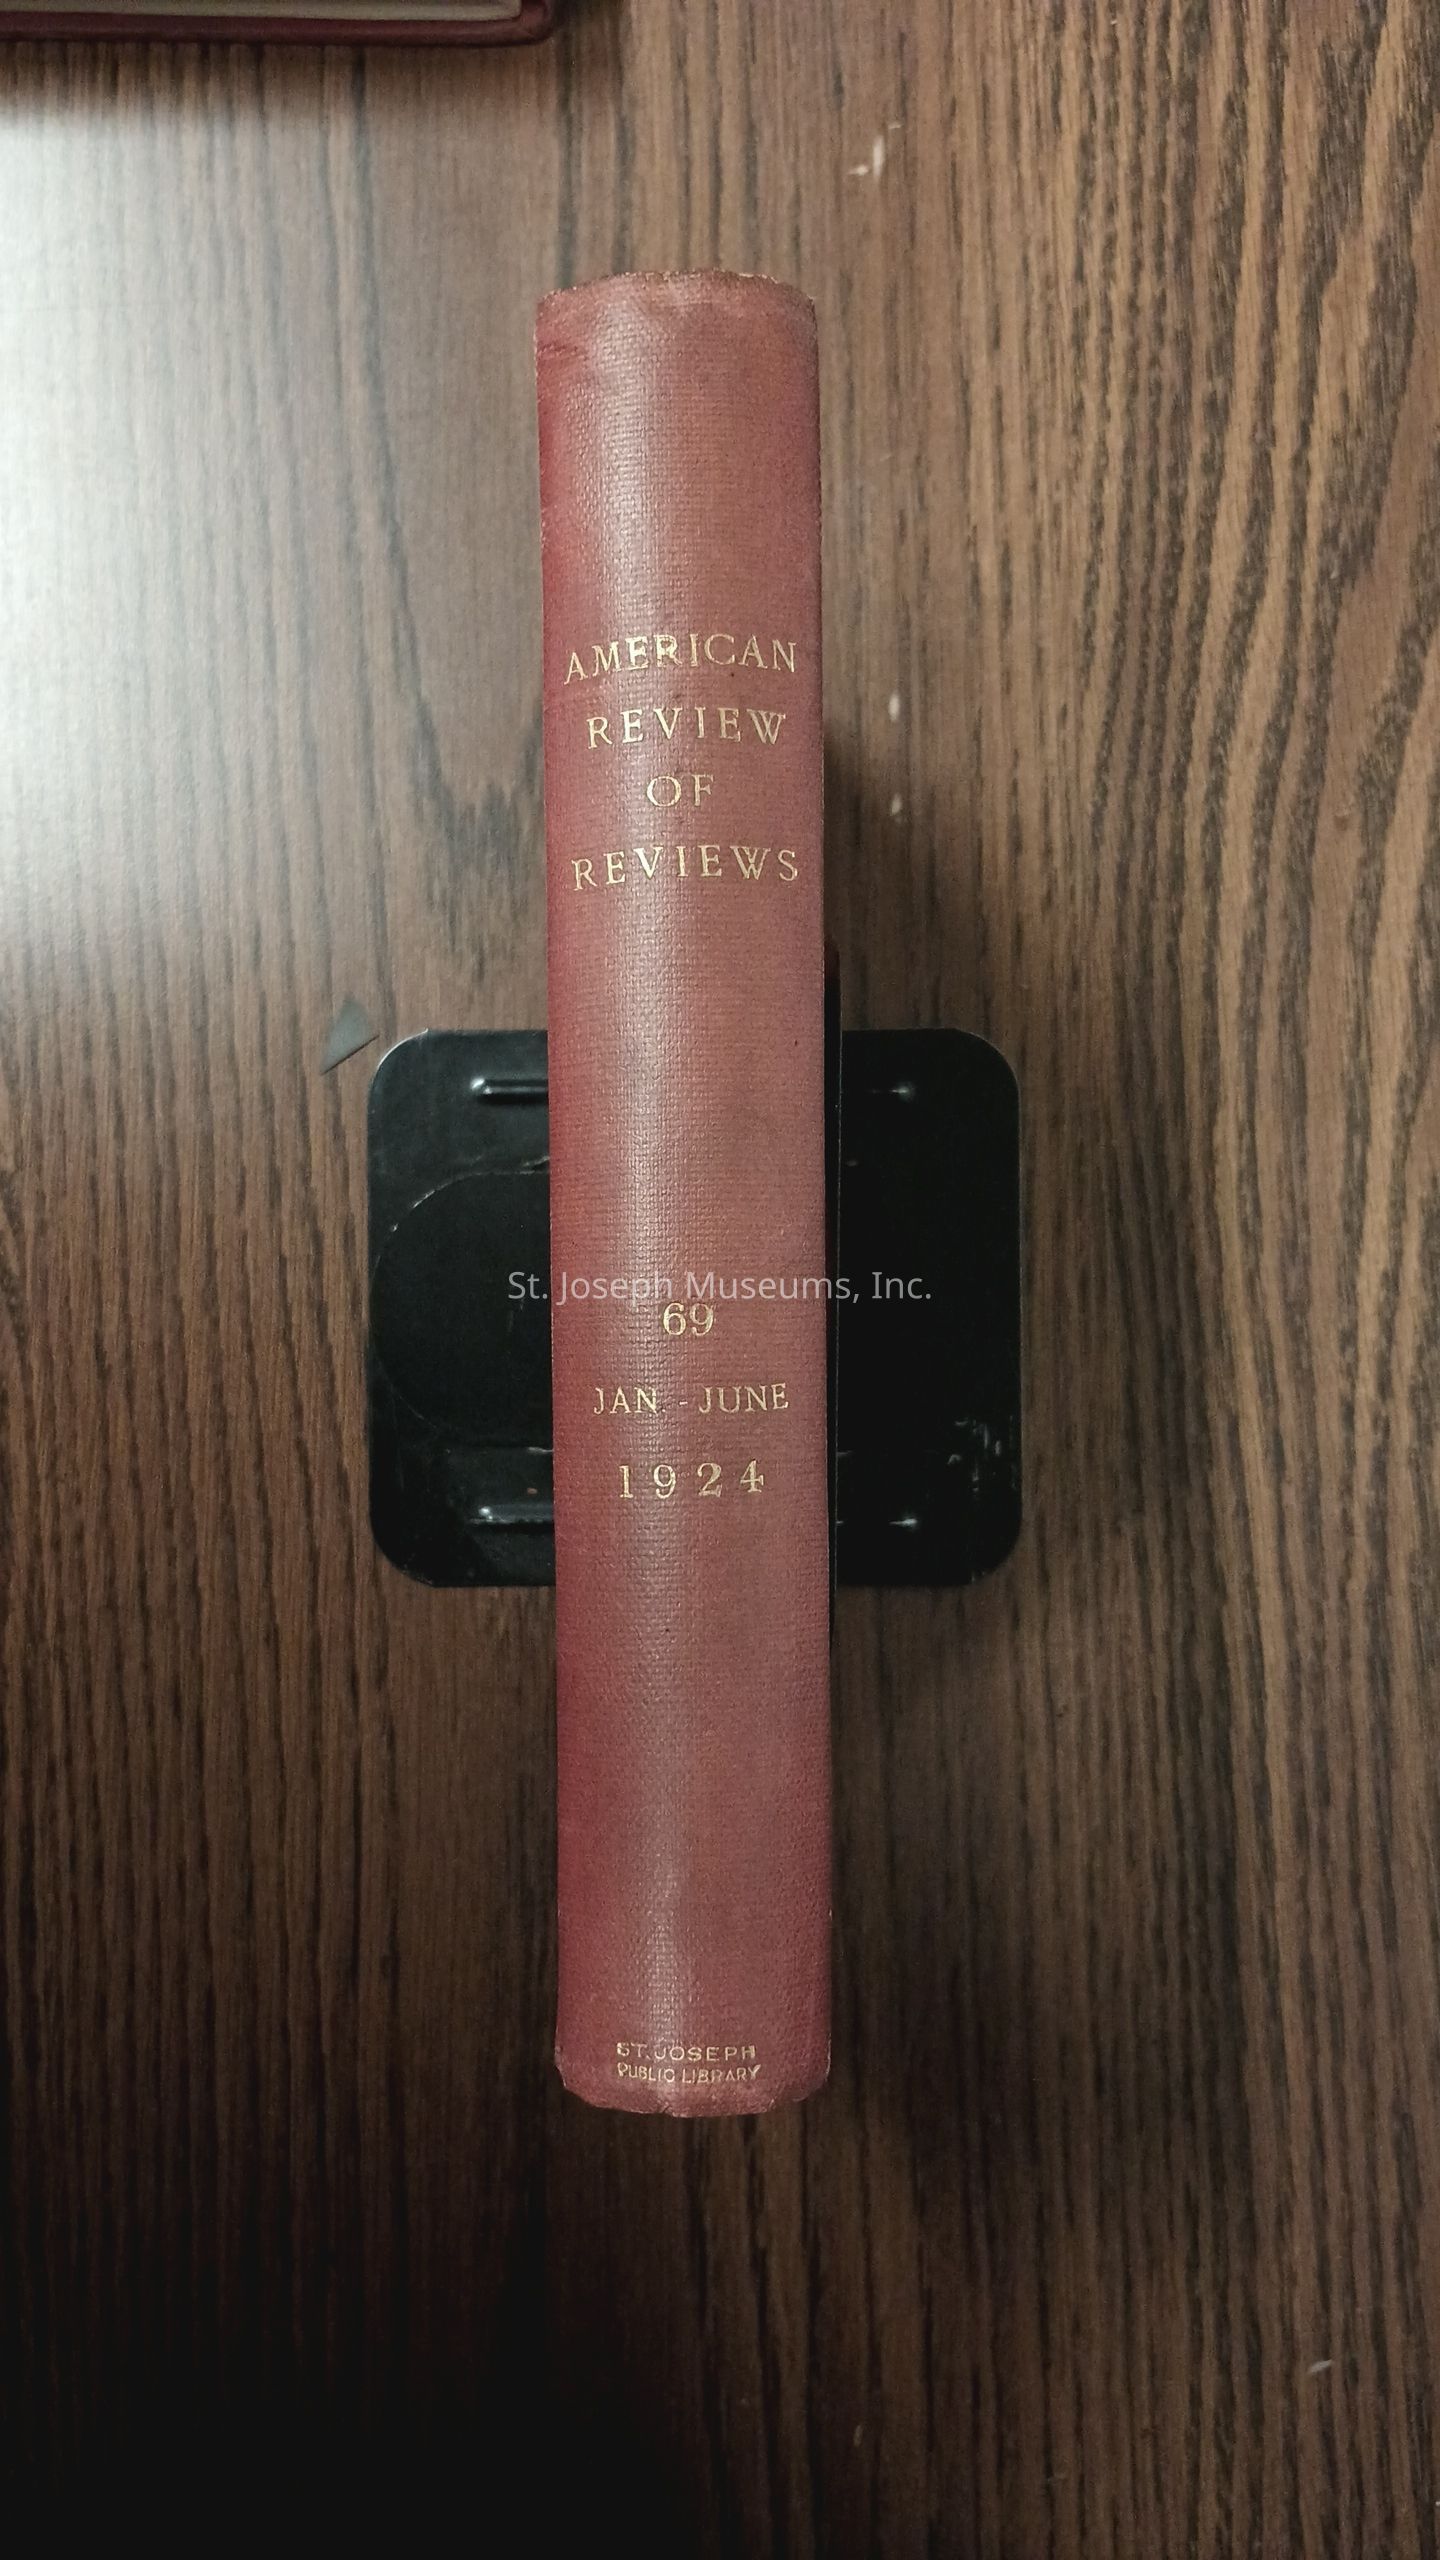 AMERICAN
REVIEW
OF
REVIEWS
St. Joseph Museums, Inc.
69
JAN. - JUNE
1924
ST. JOSEPH
PUBLIC LIBRARY